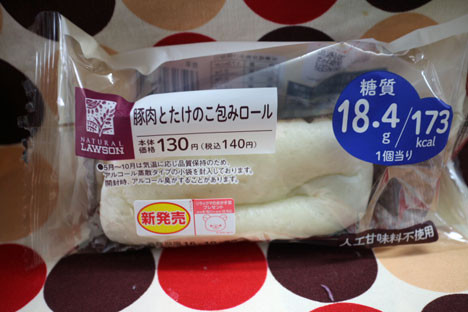 NATURAL
LAWSON
豚肉とたけのこ包みロール
本体価格 130円(税込140円)
●5月〜10月は気温に応じ品質保持のため、
アルコール蒸散タイプの小袋を封入しております。
開封時、アルコール臭がすることがあります。
糖質
18.4g/173kcal
1個当り
新発売
プレゼント
人工甘味料不使用